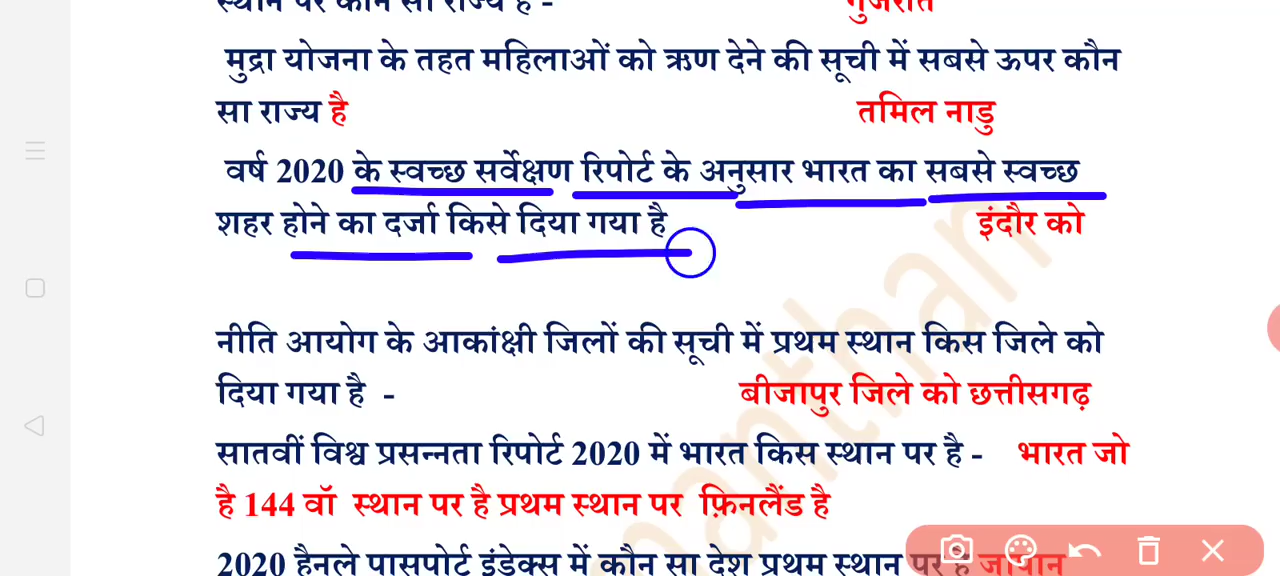 स्थान पर कौन सा राज्य है - गुजरात
मुद्रा योजना के तहत महिलाओं को ऋण देने की सूची में सबसे ऊपर कौन
सा राज्य है तमिल नाडु
वर्ष 2020 के स्वच्छ सर्वेक्षण रिपोर्ट के अनुसार भारत का सबसे स्वच्छ
शहर होने का दर्जा किसे दिया गया है इंदौर को
नीति आयोग के आकांक्षी जिलों की सूची में प्रथम स्थान किस जिले को
दिया गया है - बीजापुर जिले को छत्तीसगढ़
सातवीं विश्व प्रसन्नता रिपोर्ट 2020 में भारत किस स्थान पर है - भारत जो
है 144 वॉ स्थान पर है प्रथम स्थान पर फ़िनलैंड है
2020 हैनले पासपोर्ट इंडेक्स में कौन सा देश प्रथम स्थान पर है जापान